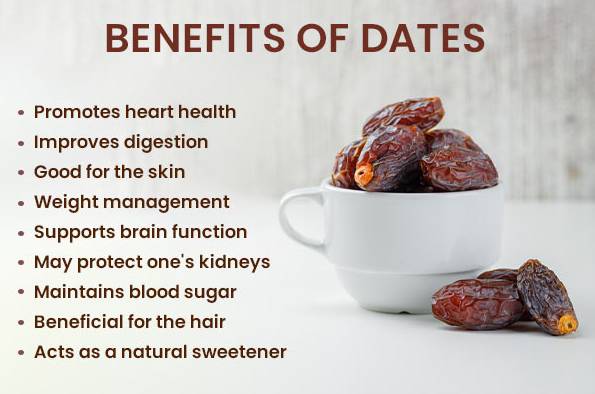 BENEFITS OF DATES
• Promotes heart health
• Improves digestion
• Good for the skin
• Weight management
• Supports brain function
• May protect one's kidneys
• Maintains blood sugar
• Beneficial for the hair
• Acts as a natural sweetener